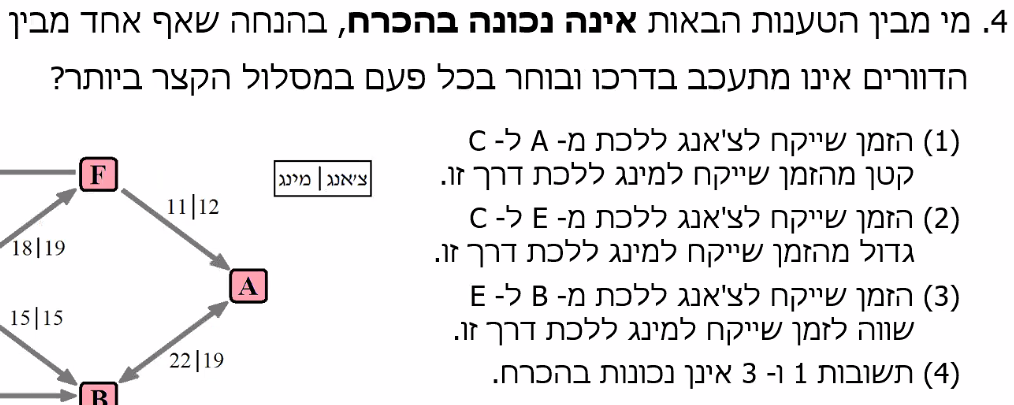 4. מי מבין הטענות הבאות אינה נכונה בהכרח, בהנחה שאף אחד מבין
הדוורים אינו מתעכב בדרכו ובוחר בכל פעם במסלול הקצר ביותר?
(1) הזמן שייקח לצ'אנג ללכת מ- A ל- C
קטן מהזמן שייקח למינג ללכת דרך זו.
(2) הזמן שייקח לצ'אנג ללכת מ- E ל- C
גדול מהזמן שייקח למינג ללכת דרך זו.
(3) הזמן שייקח לצ'אנג ללכת מ- B ל- E
שווה לזמן שייקח למינג ללכת דרך זו.
(4) תשובות 1 ו- 3 אינן נכונות בהכרח.
צ'אנג | מינג
F
11|12
18|19
A
15|15
22|19
B